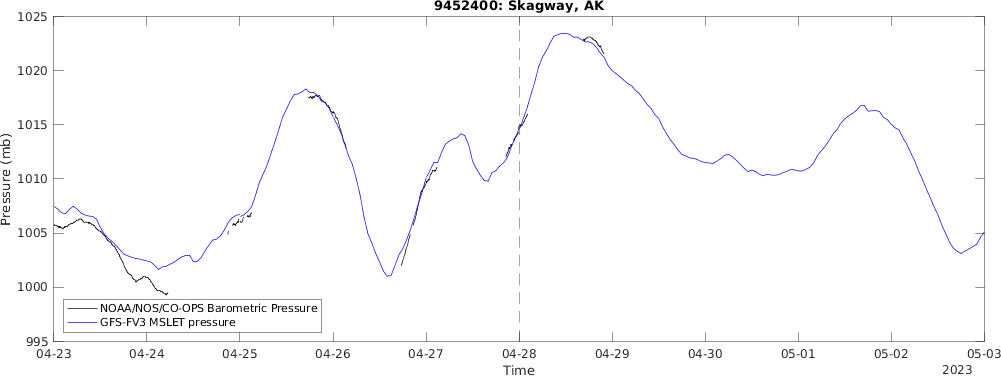 9452400: Skagway, AK
Pressure (mb)
1025
1020
1015
1010
1005
1000
995
NOAA/NOS/CO-OPS Barometric Pressure
GFS-FV3 MSLET pressure
04-23 04-24 04-25 04-26 04-27 04-28 04-29 04-30 05-01 05-02 05-03
Time
2023